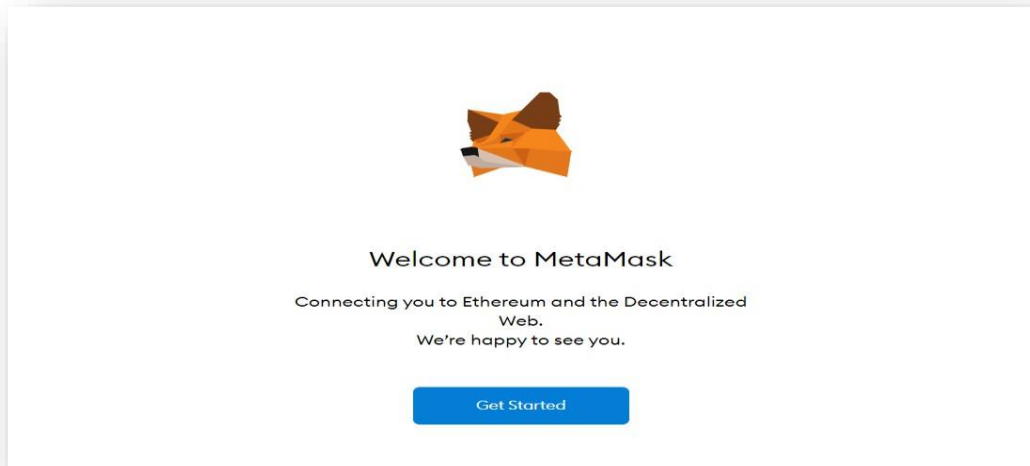 Welcome to MetaMask
Connecting you to Ethereum and the Decentralized
Web.
We're happy to see you.
Get Started